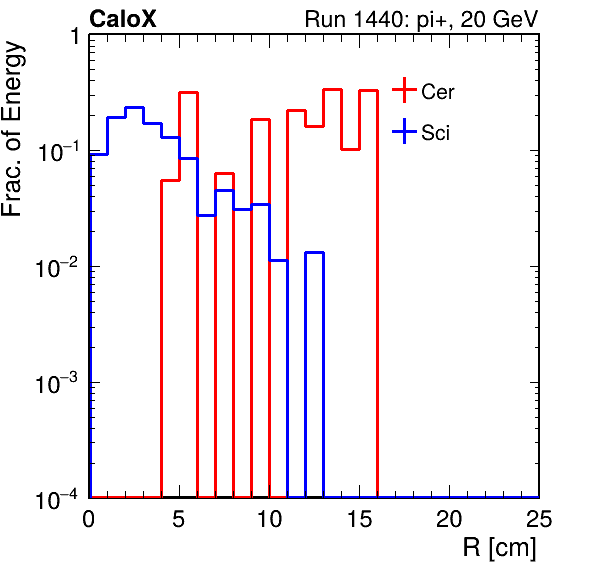 CaloX Run 1440: pi+, 20 GeV
Frac. of Energy
1
10⁻¹
10⁻²
10⁻³
10⁻⁴
Cer
Sci
0 5 10 15 20 25
R [cm]